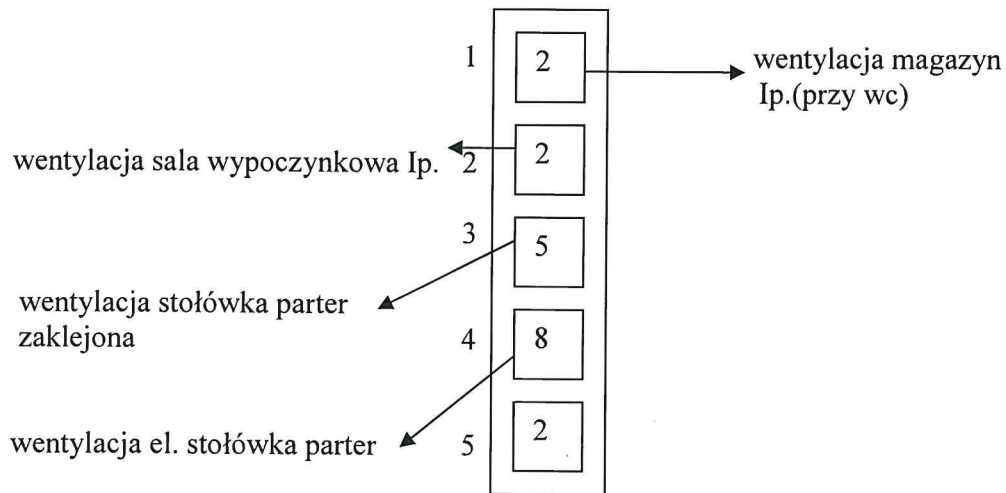 1
2
wentylacja magazyn
Ip.(przy wc)
wentylacja sala wypoczynkowa Ip.
2
2
3
5
wentylacja stołówka parter
zaklejona
4
8
wentylacja el. stołówka parter
5
2